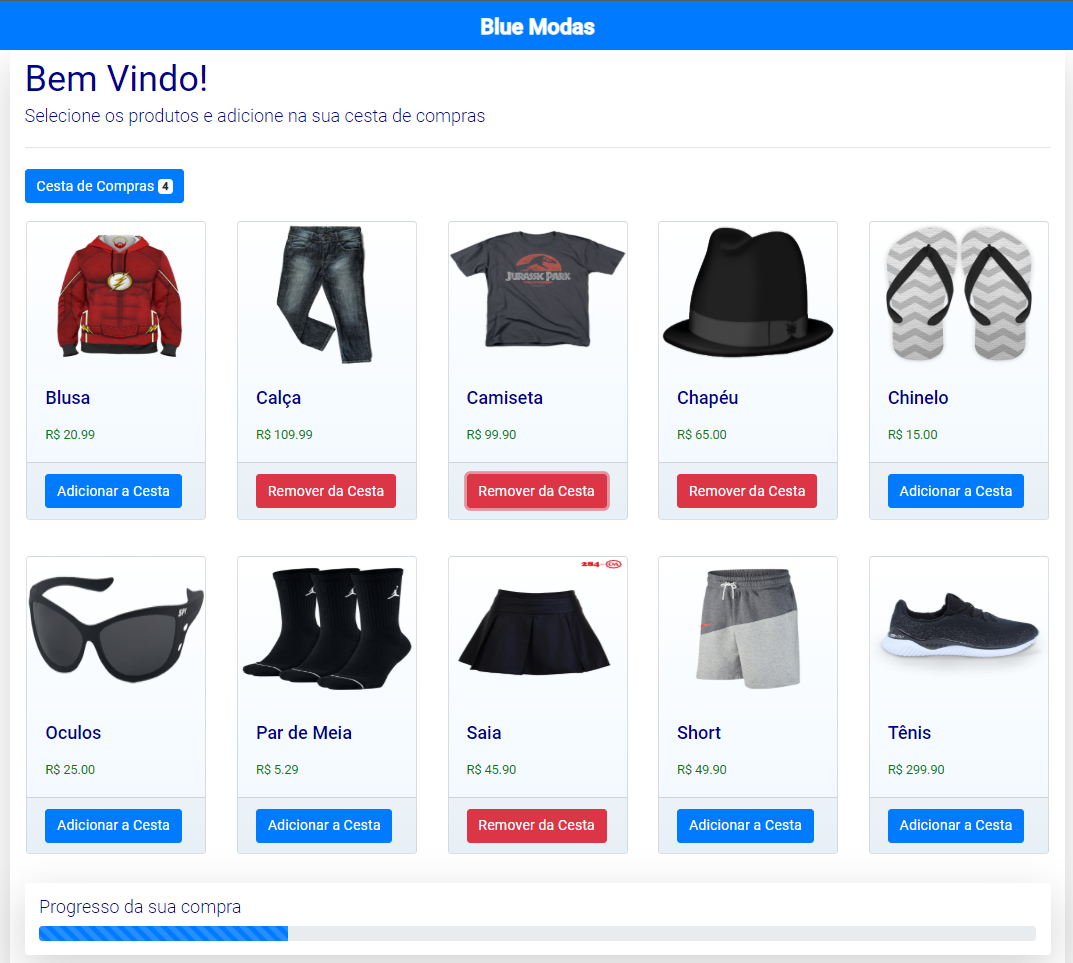 Blue Modas
Bem Vindo!
Selecione os produtos e adicione na sua cesta de compras
Cesta de Compras 4
JURASSIC PARK
Blusa
Calça
Camiseta
Chapéu
Chinelo
R$ 20.99
R$ 109.99
R$ 99.90
R$ 65.00
R$ 15.00
Adicionar a Cesta
Remover da Cesta
Remover da Cesta
Remover da Cesta
Adicionar a Cesta
SPY
Oculos
Par de Meia
Saia
Short
Tênis
R$ 25.00
R$ 5.29
R$ 45.90
R$ 49.90
R$ 299.90
Adicionar a Cesta
Adicionar a Cesta
Remover da Cesta
Adicionar a Cesta
Adicionar a Cesta
Progresso da sua compra